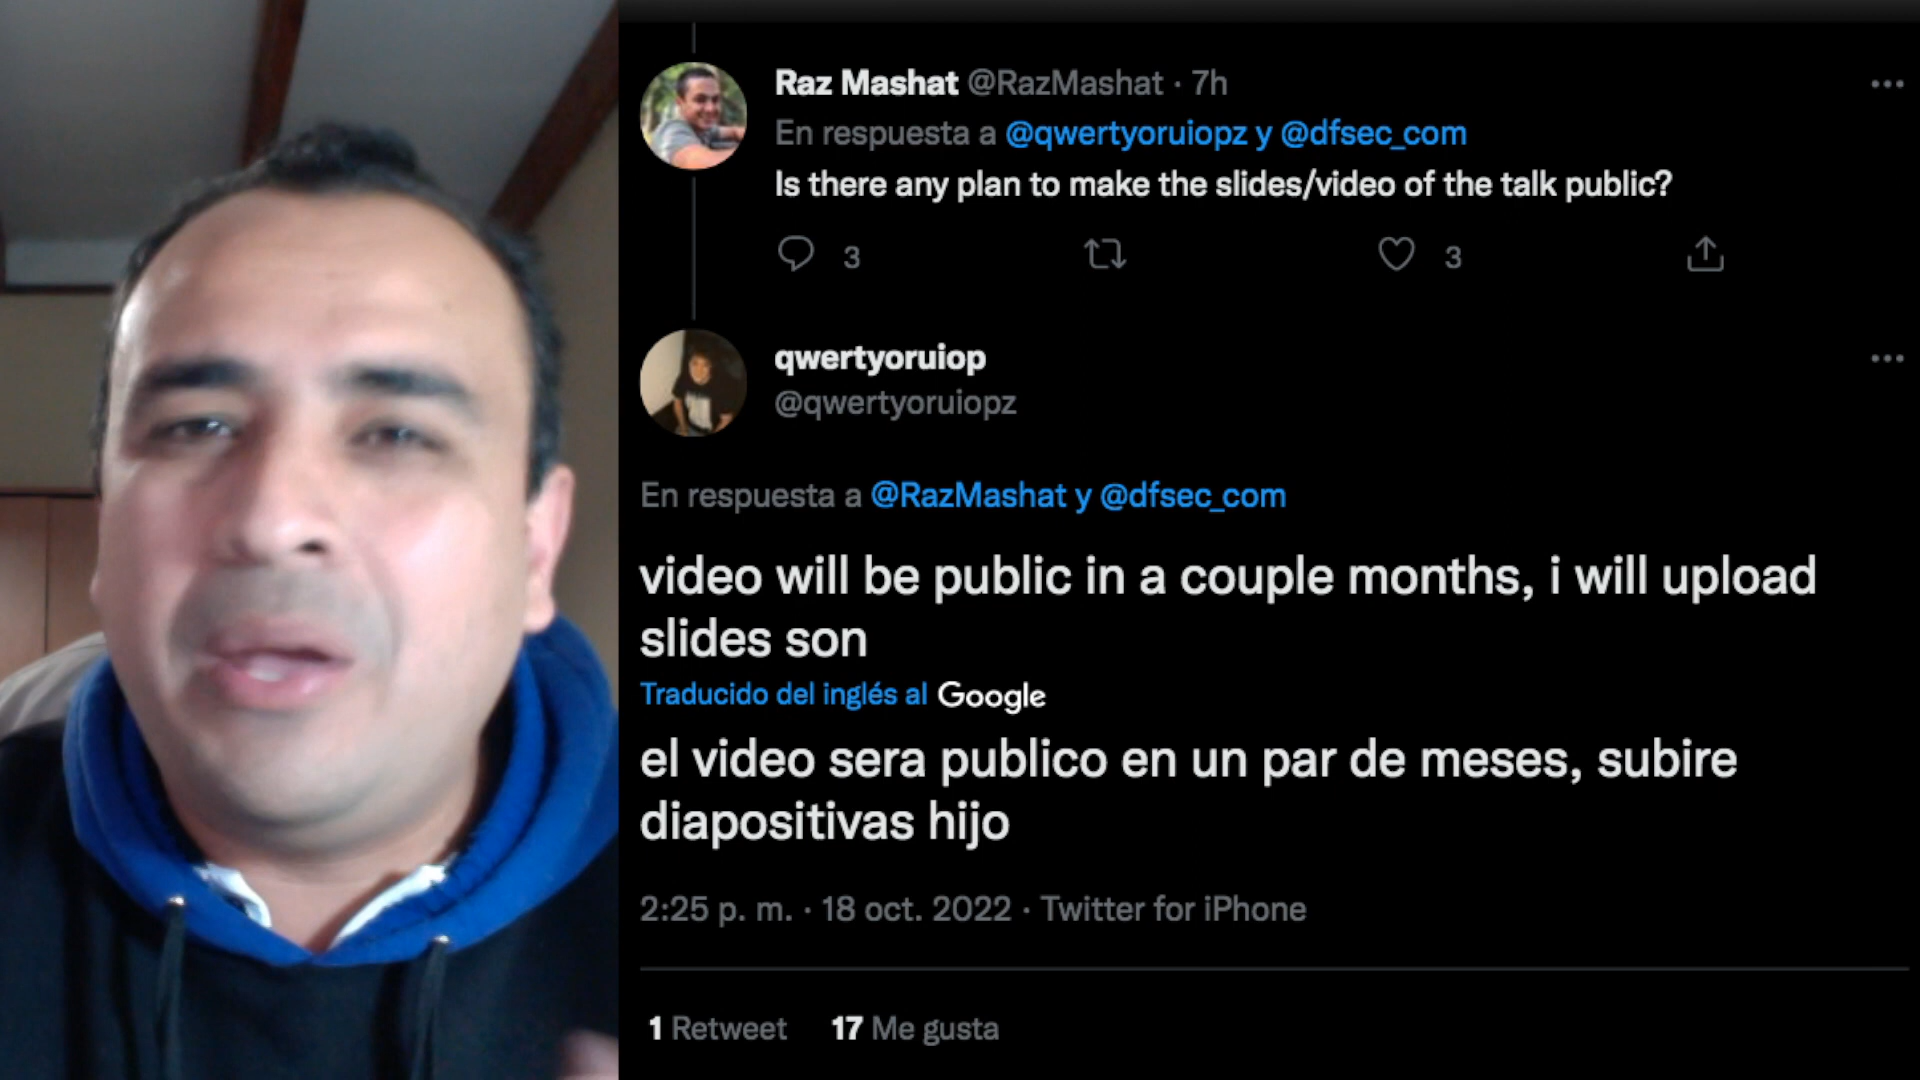 Raz Mashat @RazMashat · 7h
En respuesta a @qwertyoruiopz y @dfsec_com
Is there any plan to make the slides/video of the talk public?
3 3
qwertyoruiop
@qwertyoruiopz
En respuesta a @RazMashat y @dfsec_com
video will be public in a couple months, i will upload
slides son
Traducido del inglés al Google
el video sera publico en un par de meses, subire
diapositivas hijo
2:25 p. m. · 18 oct. 2022 · Twitter for iPhone
1 Retweet 17 Me gusta